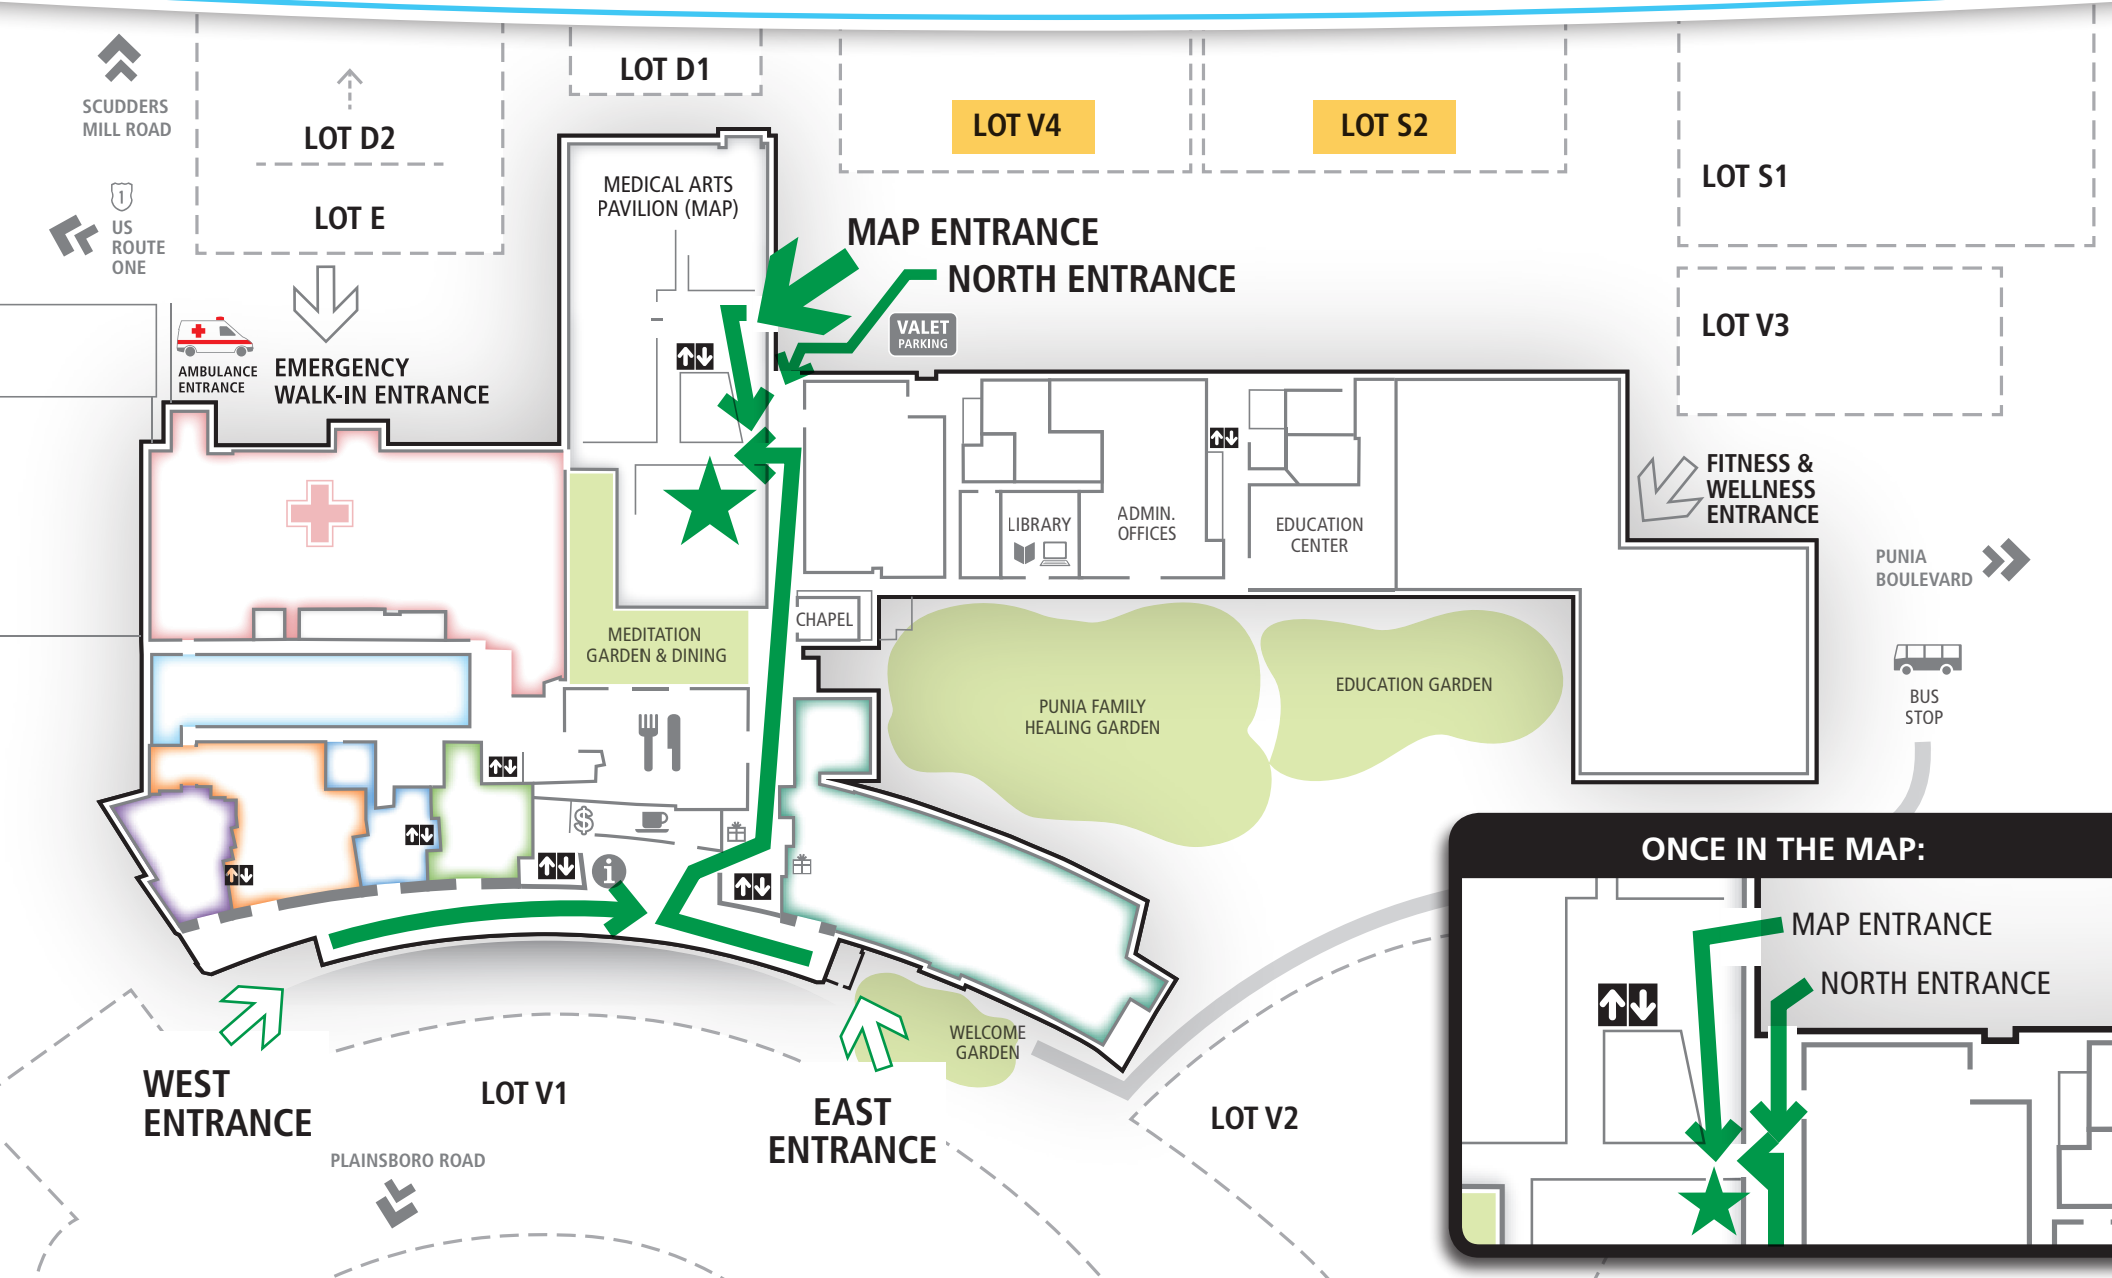 LOT D1
SCUDDERS
MILL ROAD
LOT D2
LOT V4
LOT S2
LOT S1
1
US
ROUTE
ONE
LOT E
MEDICAL ARTS
PAVILION (MAP)
MAP ENTRANCE
NORTH ENTRANCE
VALET
PARKING
LOT V3
AMBULANCE
ENTRANCE
EMERGENCY
WALK-IN ENTRANCE
FITNESS &
WELLNESS
ENTRANCE
LIBRARY
ADMIN.
OFFICES
EDUCATION
CENTER
PUNIA
BOULEVARD
CHAPEL
MEDITATION
GARDEN & DINING
PUNIA FAMILY
HEALING GARDEN
EDUCATION GARDEN
BUS
STOP
$
i
ONCE IN THE MAP:
MAP ENTRANCE
NORTH ENTRANCE
WELCOME
GARDEN
WEST
ENTRANCE
LOT V1
EAST
ENTRANCE
LOT V2
PLAINSBORO ROAD